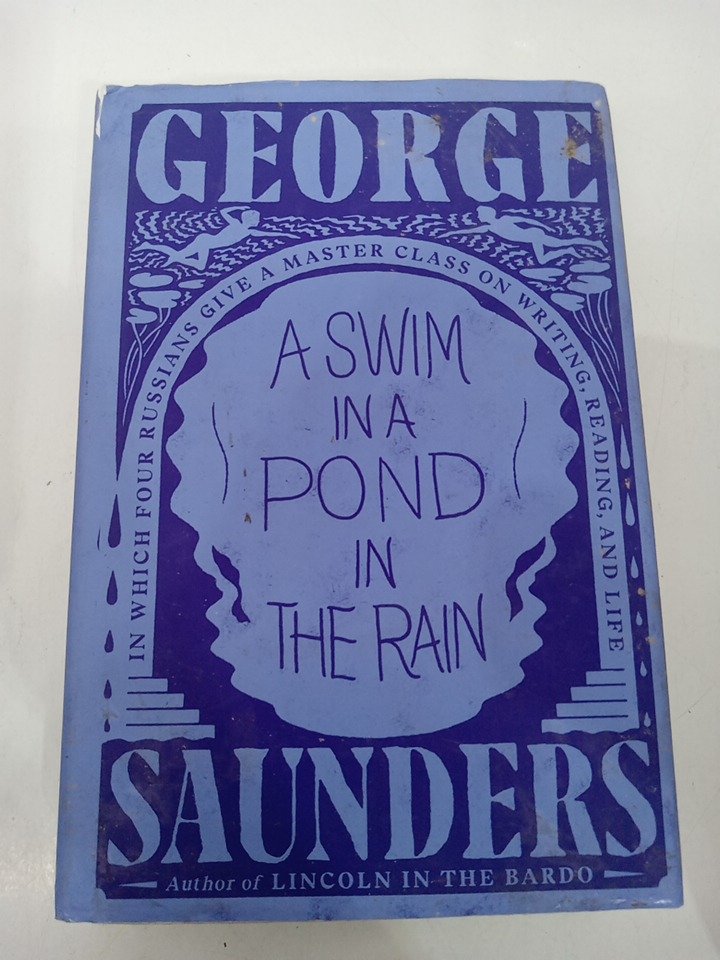 GEORGE
IN WHICH FOUR RUSSIANS GIVE A MASTER CLASS ON WRITING, READING, AND LIFE
A SWIM
IN A
POND
IN
THE RAIN
SAUNDERS
Author of LINCOLN IN THE BARDO